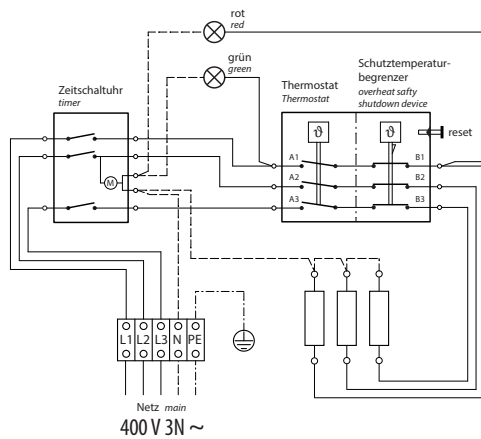 rot
red
grün
green
Zeitschaltuhr
timer
Thermostat
Thermostat
Schutztemperatur-
begrenzer
overheat safty
shutdown device
ϑ
ϑ
reset
A1
B1
A2
B2
A3
B3
M
L1 L2 L3 N PE
Netz main
400 V 3N ~